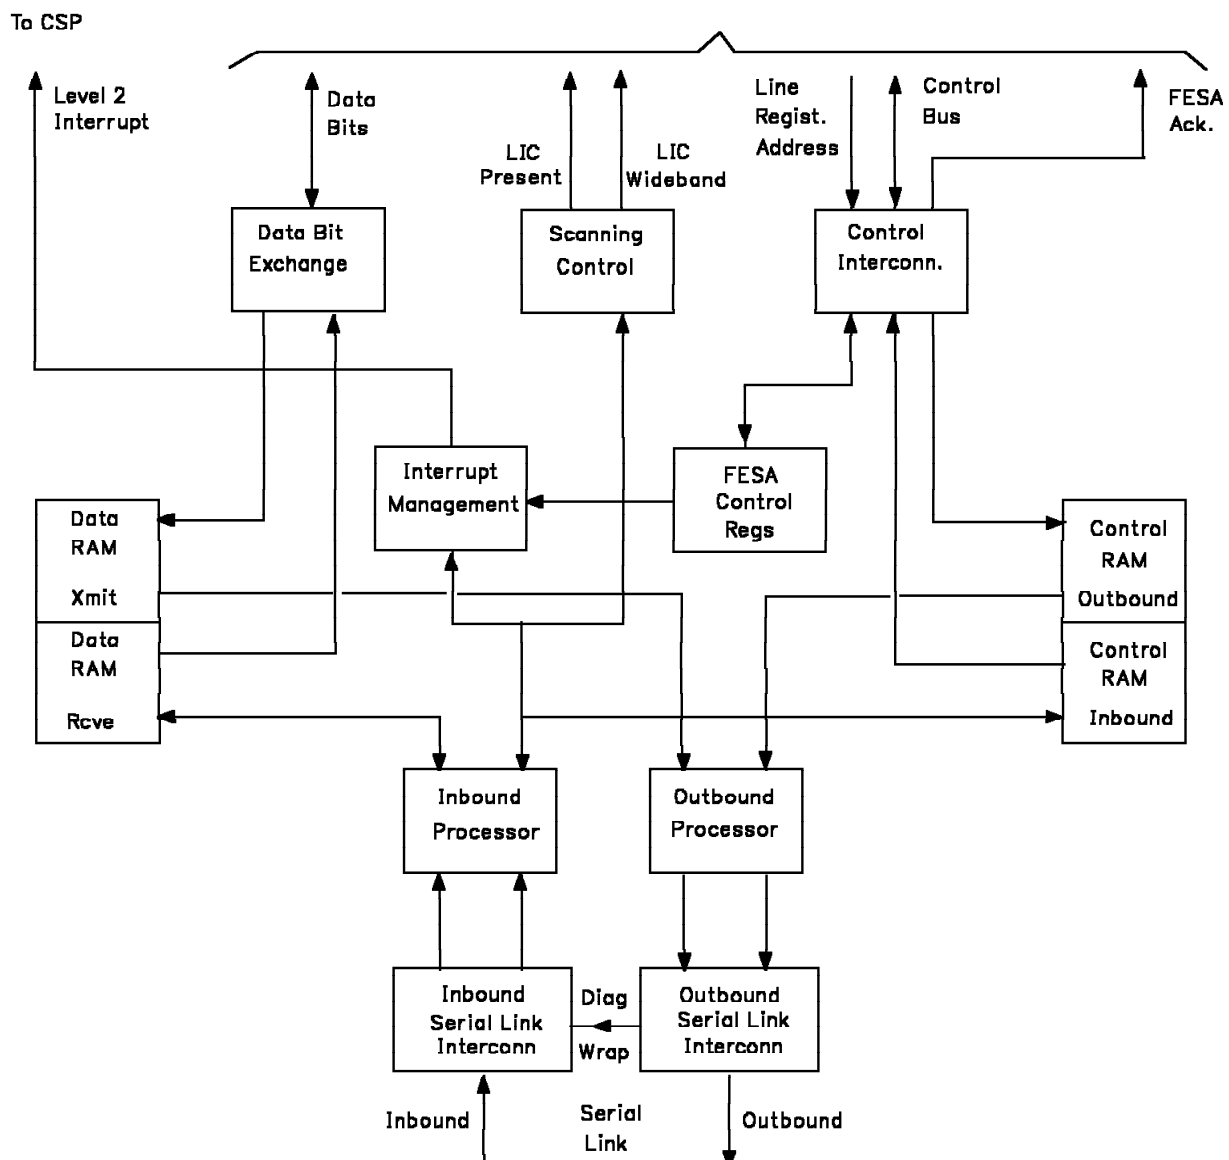 To CSP
Level 2
Interrupt
Data
Bits
LIC
Present
LIC
Wideband
Line
Regist.
Address
Control
Bus
FESA
Ack.
Data Bit
Exchange
Scanning
Control
Control
Interconn.
Interrupt
Management
FESA
Control
Regs
Data
RAM
Xmit
Data
RAM
Rcve
Control
RAM
Outbound
Control
RAM
Inbound
Inbound
Processor
Outbound
Processor
Inbound
Serial Link
Interconn
Diag
Wrap
Outbound
Serial Link
Interconn
Inbound
Serial
Link
Outbound